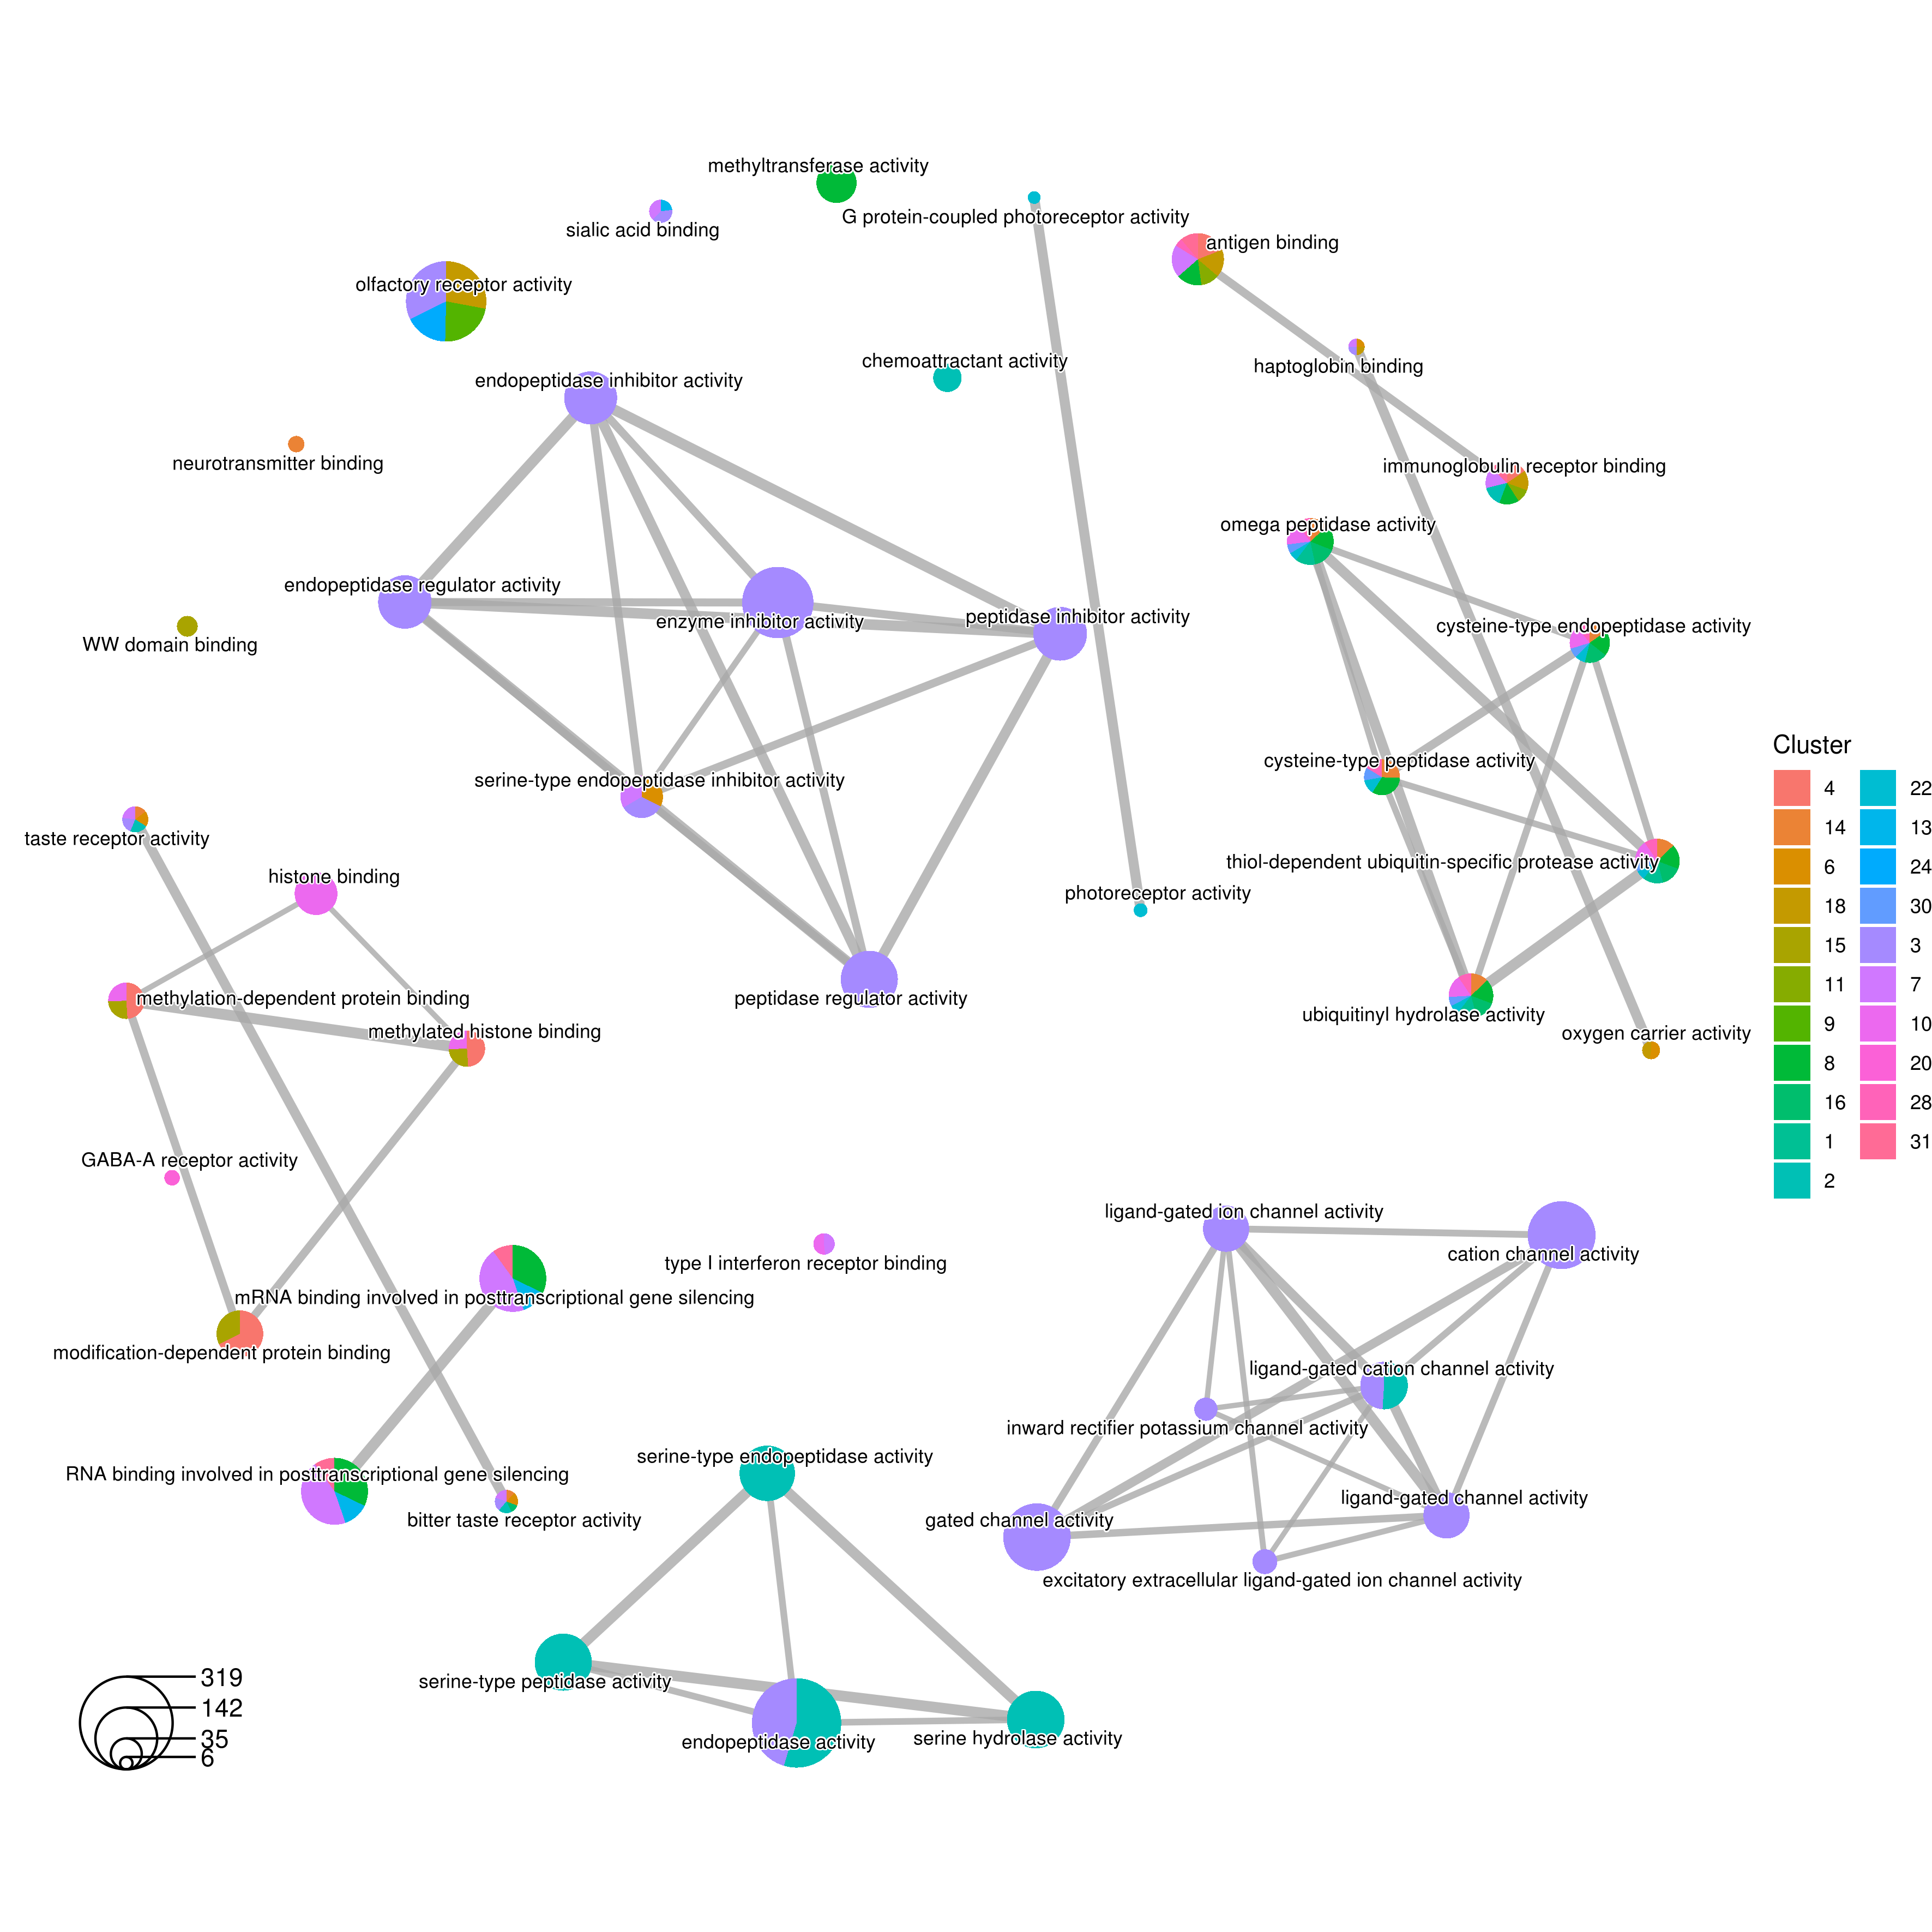 methyltransferase activity
sialic acid binding
G protein-coupled photoreceptor activity
antigen binding
olfactory receptor activity
chemoattractant activity
haptoglobin binding
endopeptidase inhibitor activity
neurotransmitter binding
immunoglobulin receptor binding
omega peptidase activity
endopeptidase regulator activity
enzyme inhibitor activity
peptidase inhibitor activity
cysteine-type endopeptidase activity
WW domain binding
cysteine-type peptidase activity
serine-type endopeptidase inhibitor activity
taste receptor activity
thiol-dependent ubiquitin-specific protease activity
histone binding
photoreceptor activity
methylation-dependent protein binding
peptidase regulator activity
ubiquitinyl hydrolase activity
methylated histone binding
oxygen carrier activity
GABA-A receptor activity
ligand-gated ion channel activity
cation channel activity
type I interferon receptor binding
mRNA binding involved in posttranscriptional gene silencing
modification-dependent protein binding
ligand-gated cation channel activity
inward rectifier potassium channel activity
serine-type endopeptidase activity
RNA binding involved in posttranscriptional gene silencing
ligand-gated channel activity
bitter taste receptor activity
gated channel activity
excitatory extracellular ligand-gated ion channel activity
serine-type peptidase activity
endopeptidase activity
serine hydrolase activity
Cluster
4
14
6
18
15
11
9
8
16
1
2
22
13
24
30
3
7
10
20
28
31
319
142
35
6